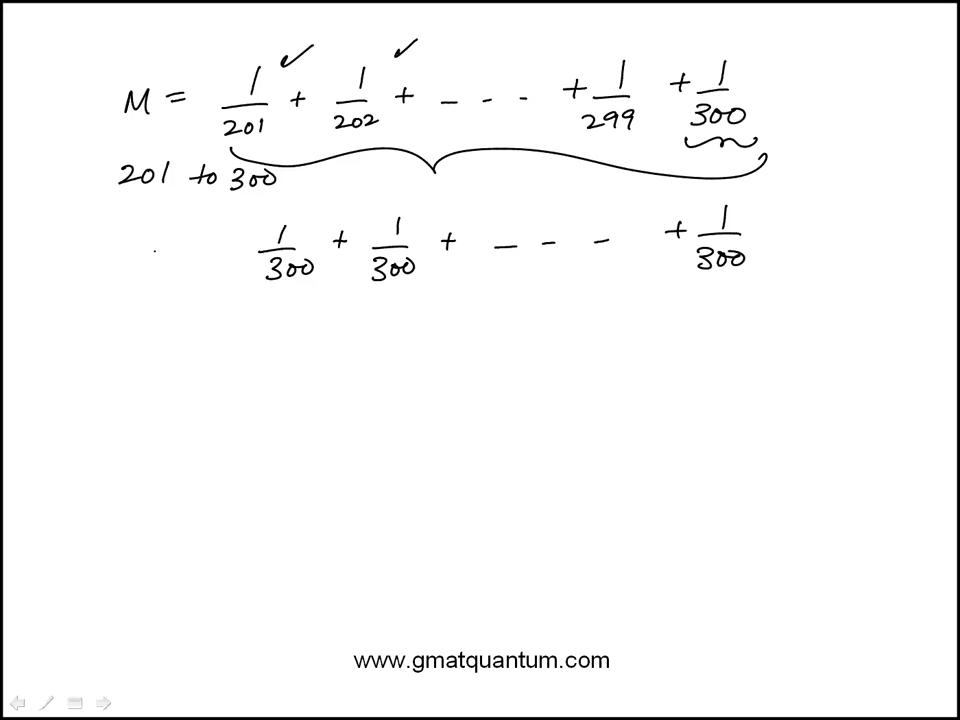 M = 1/201 + 1/202 + - - - + 1/299 + 1/300
201 to 300
1/300 + 1/300 + - - - + 1/300
www.gmatquantum.com